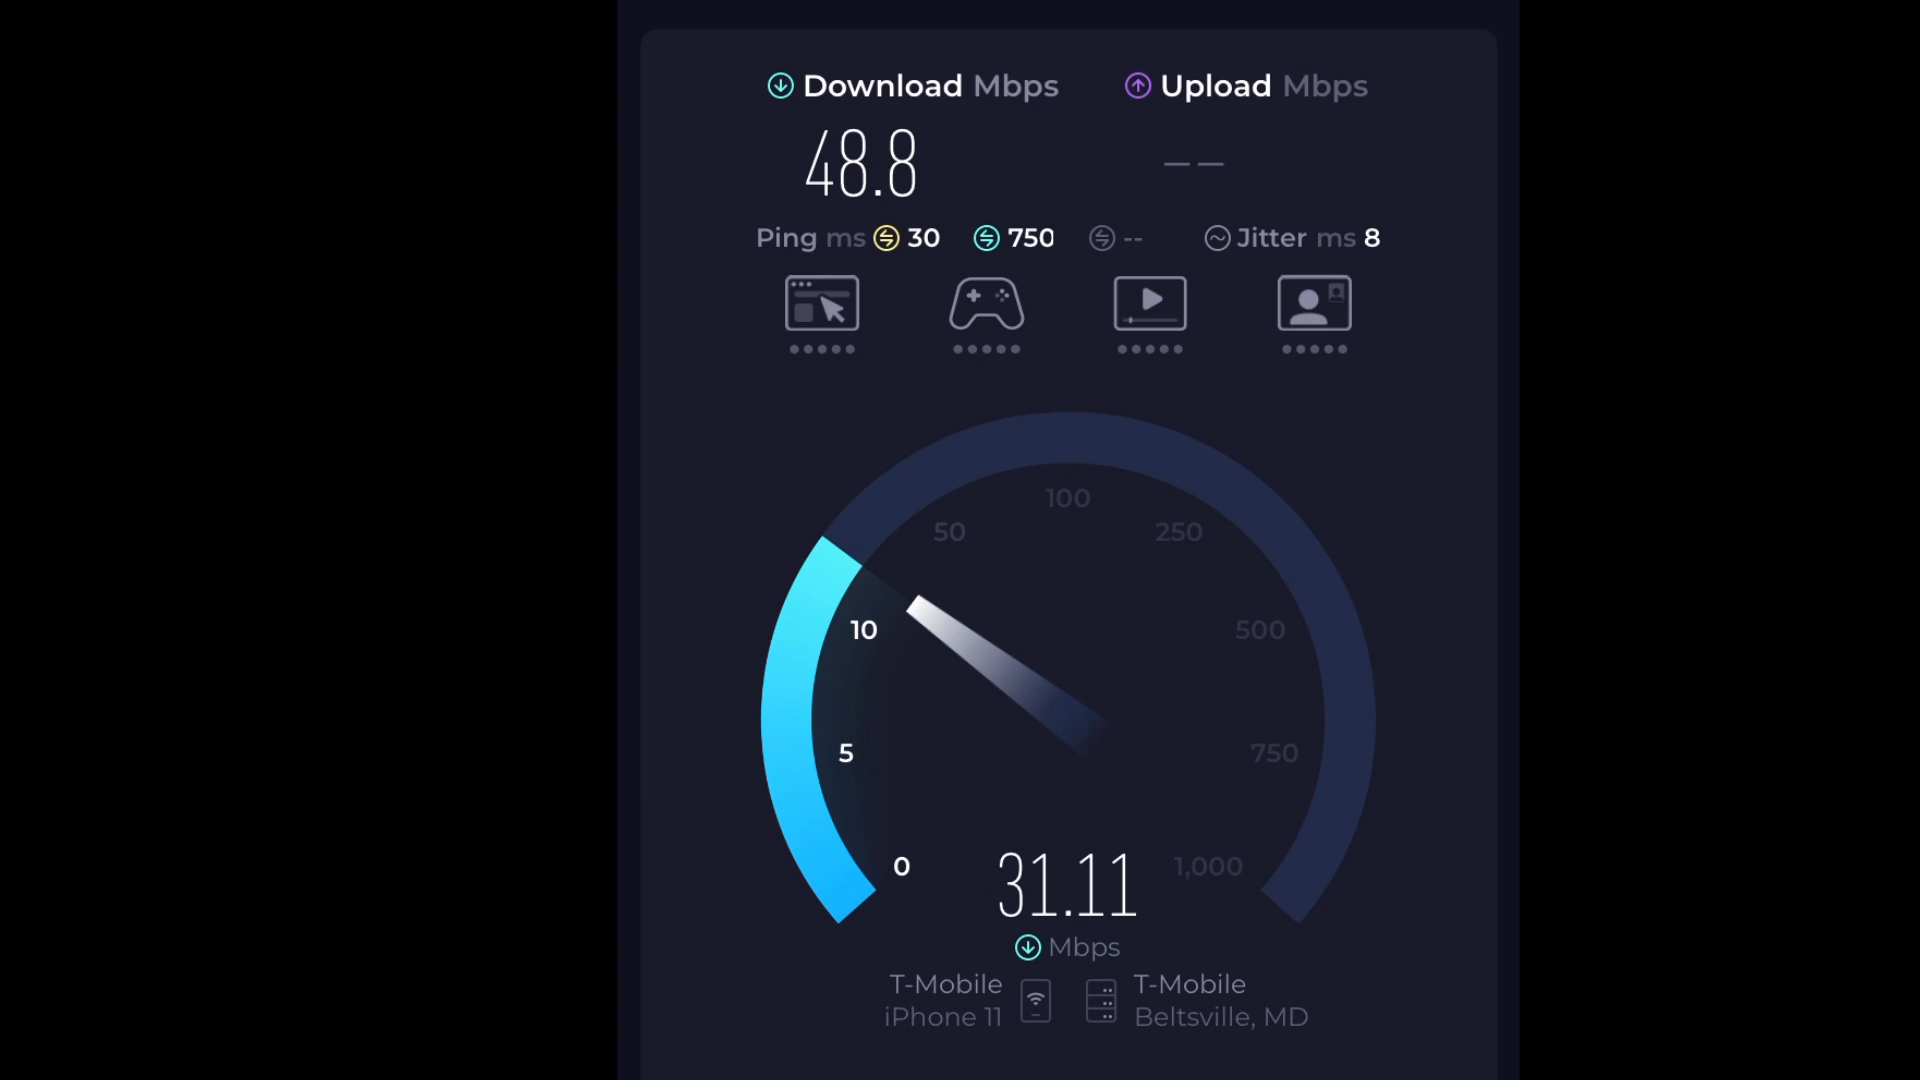 Download Mbps
Upload Mbps
48.8
— —
Ping ms 30 750 -- Jitter ms 8
100
50
250
10
500
5
750
0
31.11
1,000
Mbps
T-Mobile
iPhone 11
T-Mobile
Beltsville, MD